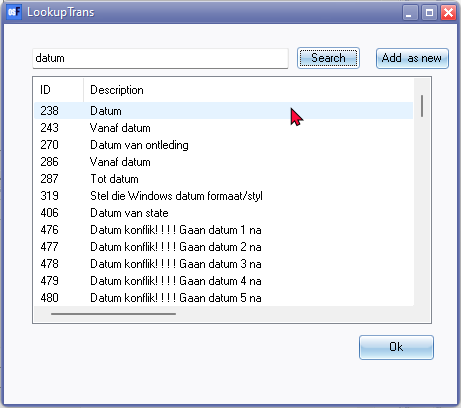 LookupTrans
datum Search Add as new
ID Description
238 Datum
243 Vanaf datum
270 Datum van ontleding
286 Vanaf datum
287 Tot datum
319 Stel die Windows datum formaat/styl
406 Datum van state
476 Datum konflik! ! ! ! Gaan datum 1 na
477 Datum konflik! ! ! ! Gaan datum 2 na
478 Datum konflik! ! ! ! Gaan datum 3 na
479 Datum konflik! ! ! ! Gaan datum 4 na
480 Datum konflik! ! ! ! Gaan datum 5 na
Ok